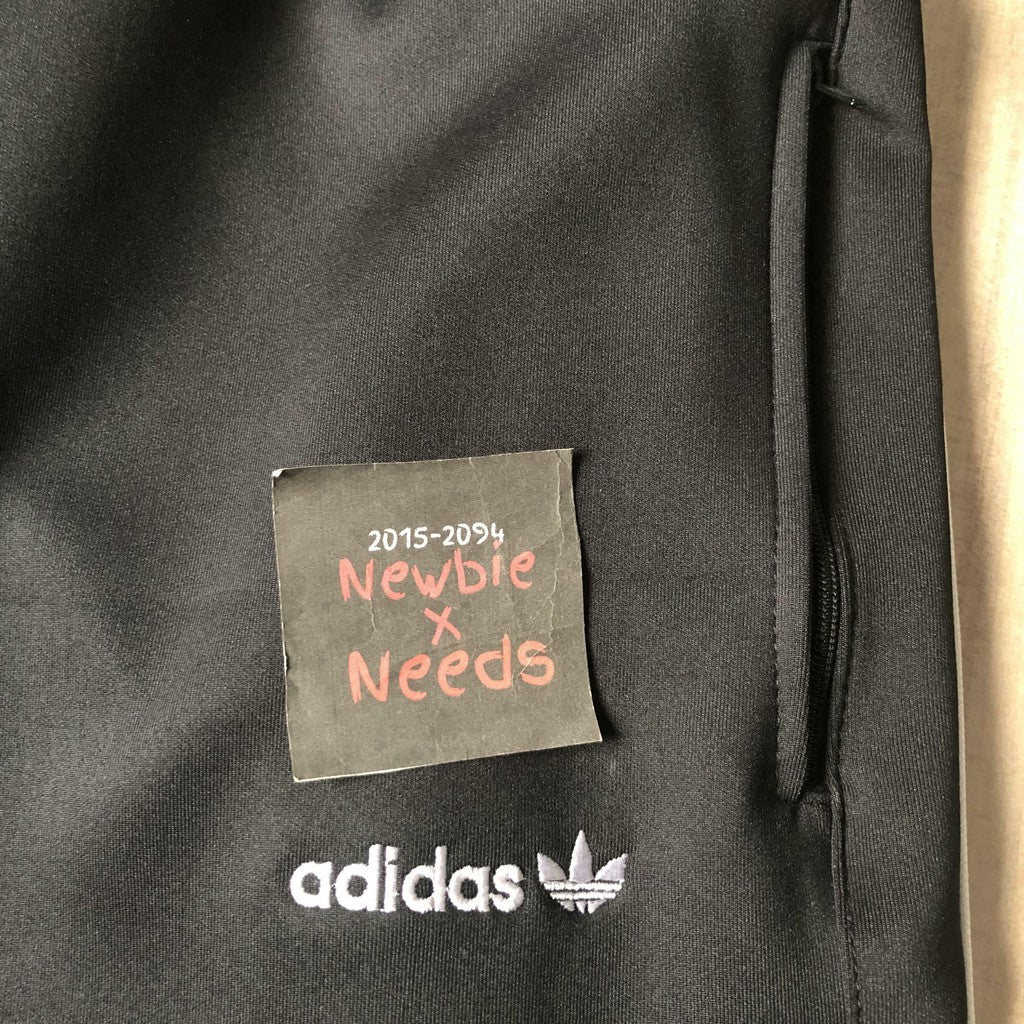 2015-2094
Newbie
x
Needs
adidas